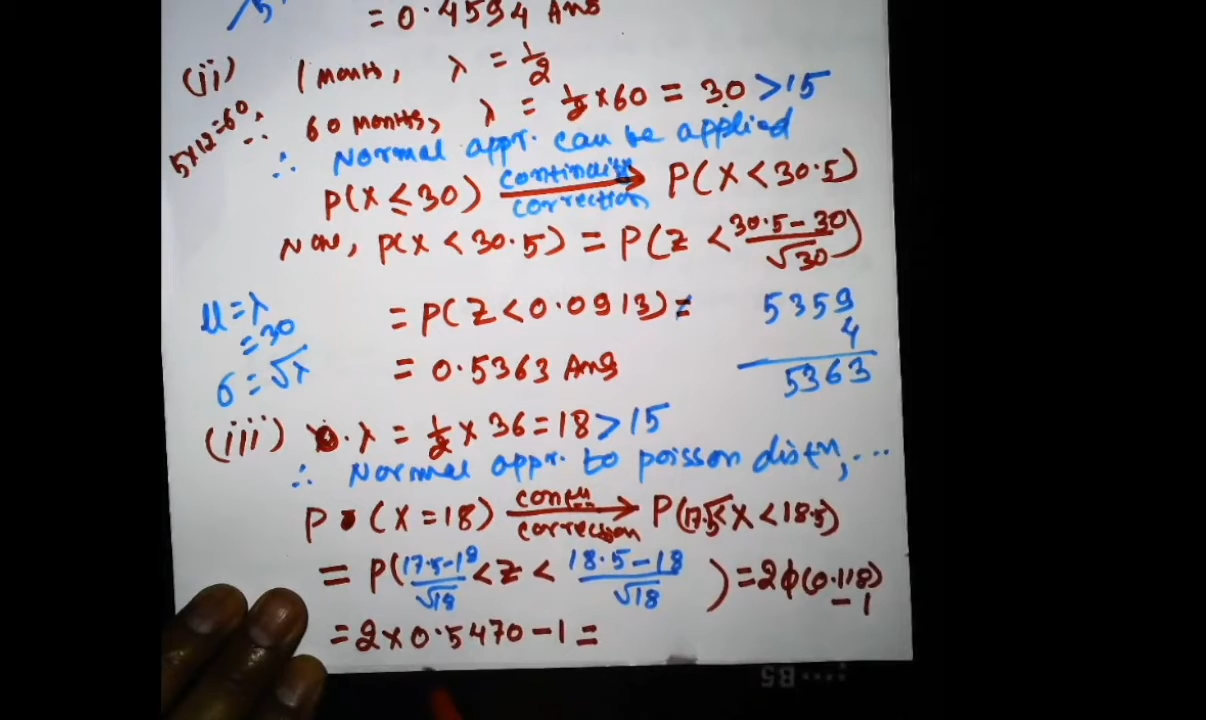 = 0.4594 Ans
(ii) 1 month, λ = 1/2
5×12=60 ∴ 60 months, λ = 1/2 × 60 = 30 > 15
∴ Normal appr. can be applied
P(X ≤ 30) continuity correction → P(X < 30.5)
Now, P(X < 30.5) = P(Z < (30.5 - 30)/√30)
μ = λ = 30
σ = √λ
= P(Z < 0.0913) =
5359
4
5363
= 0.5363 Ans
(iii) λ = 1/2 × 36 = 18 > 15
∴ Normal appr. to poisson distn, ...
P(X = 18) correction → P(17.5 < X < 18.5)
= P((17.5-18)/√18 < Z < (18.5-18)/√18) = 2φ(0.118) - 1
= 2 × 0.5470 - 1 =
B5